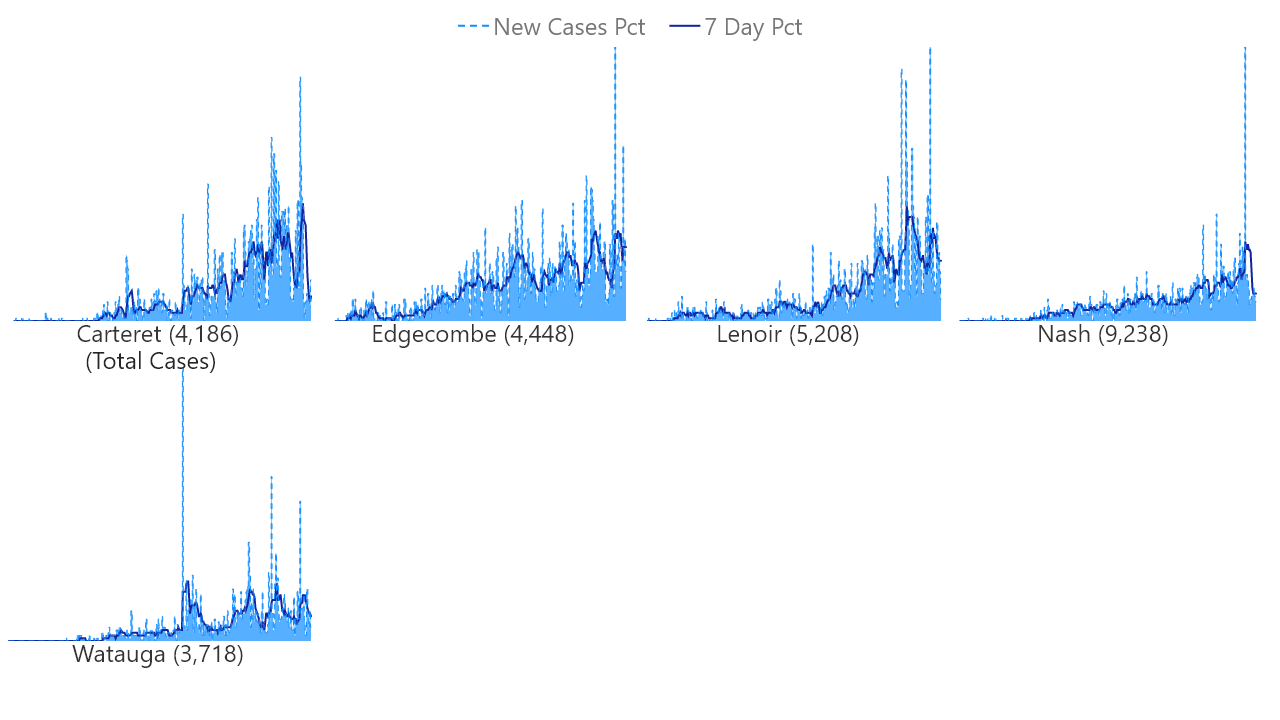 New Cases Pct 7 Day Pct
Carteret (4,186) Edgecombe (4,448) Lenoir (5,208) Nash (9,238)
(Total Cases)
Watauga (3,718)